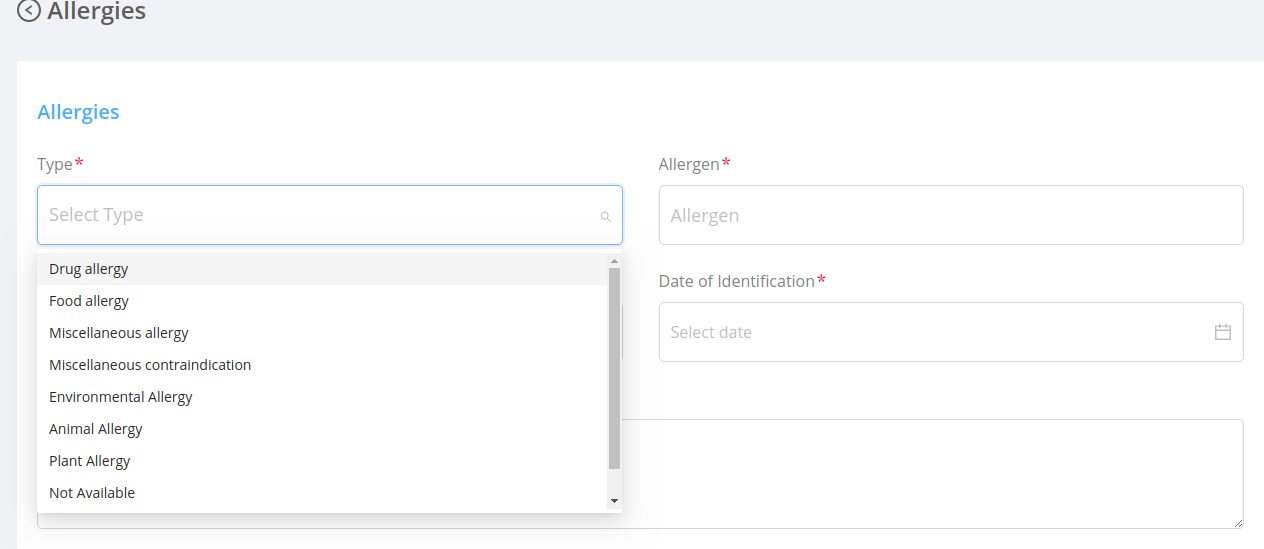 Allergies
Allergies
Type*
Select Type
Drug allergy
Food allergy
Miscellaneous allergy
Miscellaneous contraindication
Environmental Allergy
Animal Allergy
Plant Allergy
Not Available
Allergen*
Allergen
Date of Identification*
Select date